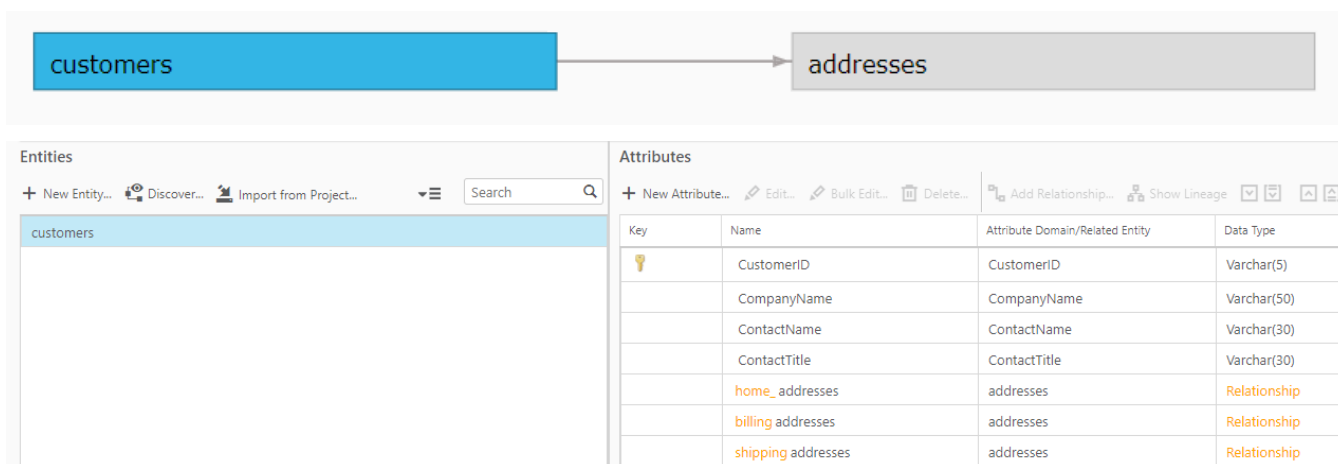 customers addresses
Entities Attributes
+ New Entity... Discover... Import from Project... Search + New Attribute... Edit... Bulk Edit... Delete... Add Relationship... Show Lineage
customers
Key Name Attribute Domain/Related Entity Data Type
CustomerID CustomerID Varchar(5)
CompanyName CompanyName Varchar(50)
ContactName ContactName Varchar(30)
ContactTitle ContactTitle Varchar(30)
home_ addresses addresses Relationship
billing addresses addresses Relationship
shipping addresses addresses Relationship